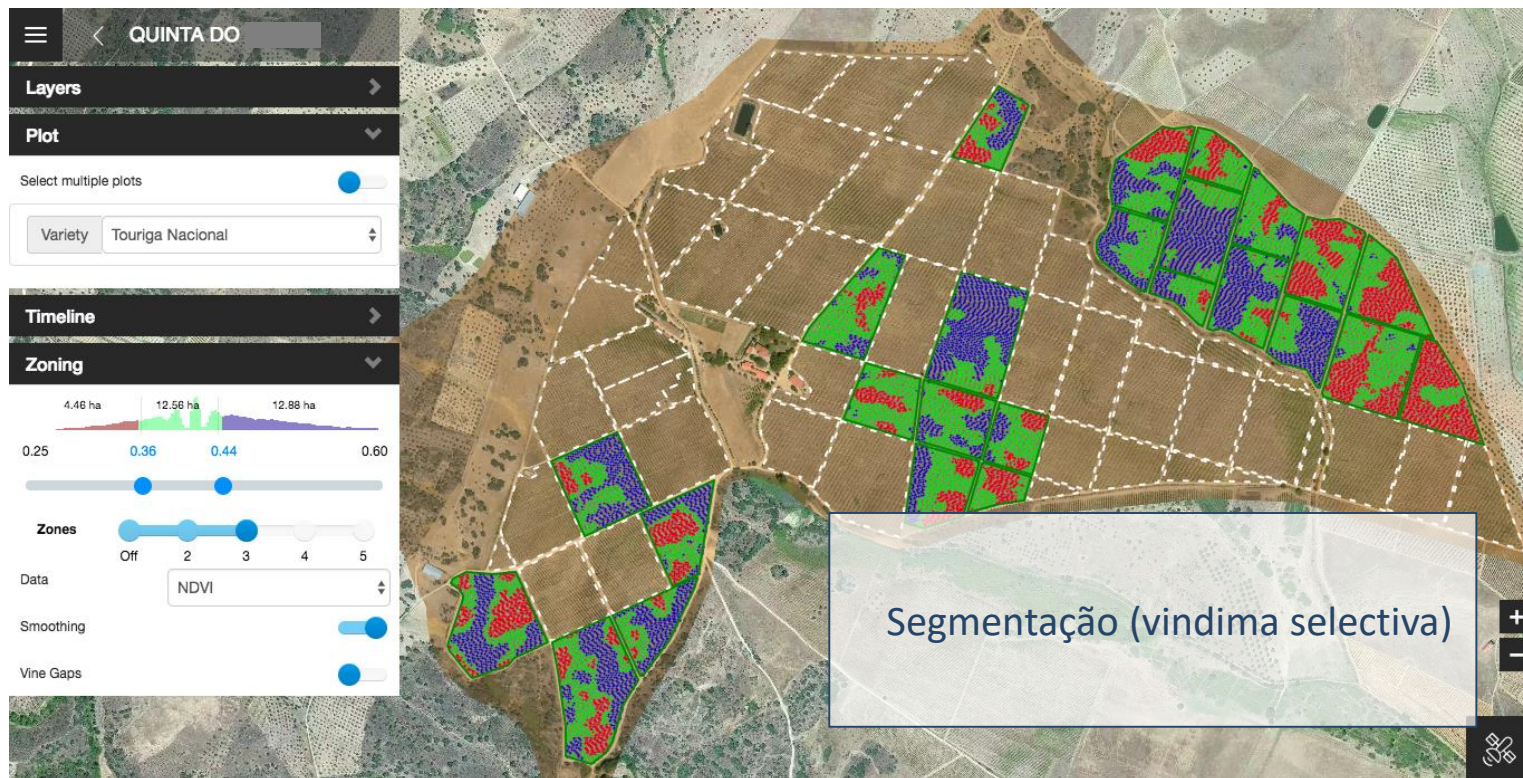 QUINTA DO
Layers
Plot
Select multiple plots
Variety Touriga Nacional
Timeline
Zoning
4.46 ha 12.56 ha 12.88 ha
0.25 0.36 0.44 0.60
Zones
Off 2 3 4 5
Data NDVI
Smoothing
Vine Gaps
Segmentação (vindima selectiva)
+
−